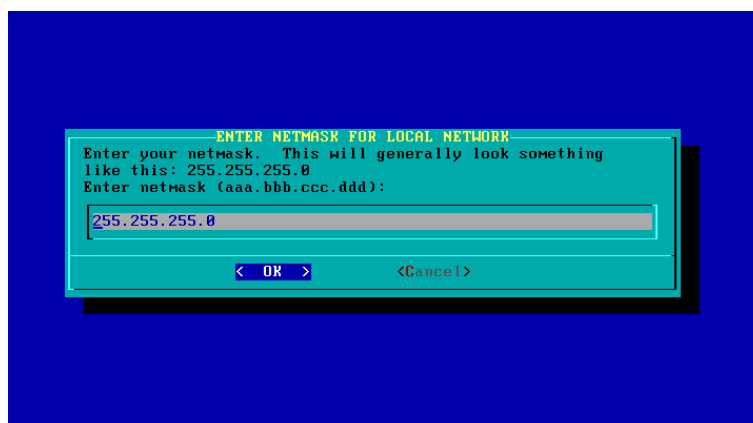 ENTER NETMASK FOR LOCAL NETWORK
Enter your netmask.  This will generally look something
like this: 255.255.255.0
Enter netmask (aaa.bbb.ccc.ddd):
255.255.255.0
<  OK  > <Cancel>